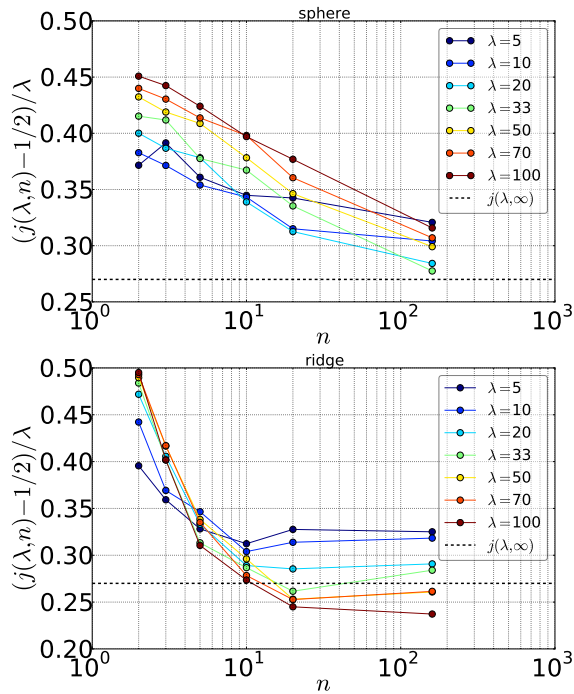 sphere
0.50
0.45
0.40
0.35
0.30
0.25
(j(λ,n)−1/2)/λ
10⁰
10¹
10²
10³
n
λ=5
λ=10
λ=20
λ=33
λ=50
λ=70
λ=100
j(λ,∞)
ridge
0.50
0.45
0.40
0.35
0.30
0.25
0.20
(j(λ,n)−1/2)/λ
10⁰
10¹
10²
10³
n
λ=5
λ=10
λ=20
λ=33
λ=50
λ=70
λ=100
j(λ,∞)